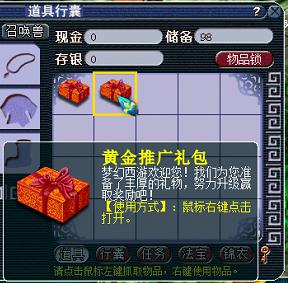 道具行囊
?
召唤兽
现金 0 储备 98
存银 0 物品锁
黄金推广礼包
梦幻西游欢迎您！我们为您准
备了丰厚的礼物，努力升级赢
取奖励吧！
【使用方式】：鼠标右键点击
打开。
道具 行囊 任务 法宝 锦衣
请点击鼠标左键抓取物品，右键使用物品。